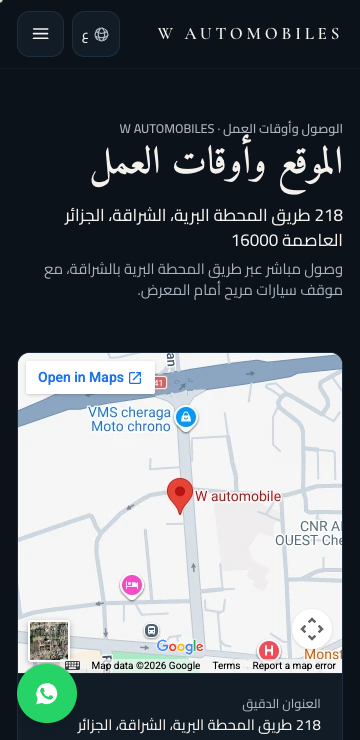 W AUTOMOBILES
ع
الوصول وأوقات العمل · W AUTOMOBILES
الموقع وأوقات العمل
218 طريق المحطة البرية، الشراقة، الجزائر
العاصمة 16000
وصول مباشر عبر طريق المحطة البرية بالشراقة، مع
موقف سيارات مريح أمام المعرض.
Open in Maps
41
VMS cheraga
Moto chrono
W automobile
CNR Al
OUEST Che
Monst
Google
Map data ©2026 Google
Terms
Report a map error
العنوان الدقيق
218 طريق المحطة البرية، الشراقة، الجزائر